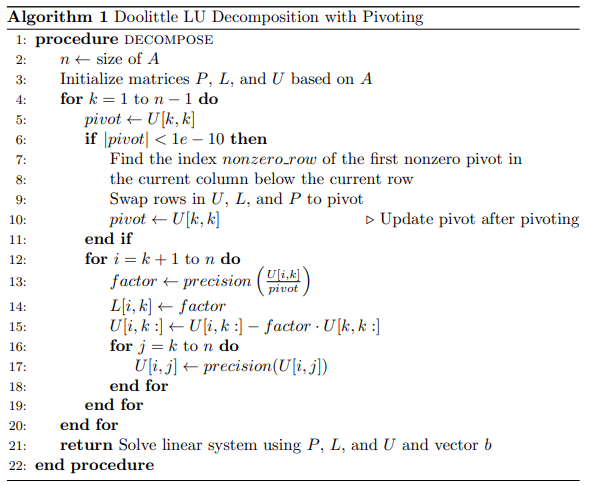 Algorithm 1 Doolittle LU Decomposition with Pivoting
1: procedure DECOMPOSE
2: n ← size of A
3: Initialize matrices P, L, and U based on A
4: for k = 1 to n − 1 do
5: pivot ← U[k, k]
6: if |pivot| < 1e − 10 then
7: Find the index nonzero_row of the first nonzero pivot in
8: the current column below the current row
9: Swap rows in U, L, and P to pivot
10: pivot ← U[k, k] ▷ Update pivot after pivoting
11: end if
12: for i = k + 1 to n do
13: factor ← precision(U[i,k]/pivot)
14: L[i, k] ← factor
15: U[i, k :] ← U[i, k :] − factor · U[k, k :]
16: for j = k to n do
17: U[i, j] ← precision(U[i, j])
18: end for
19: end for
20: end for
21: return Solve linear system using P, L, and U and vector b
22: end procedure